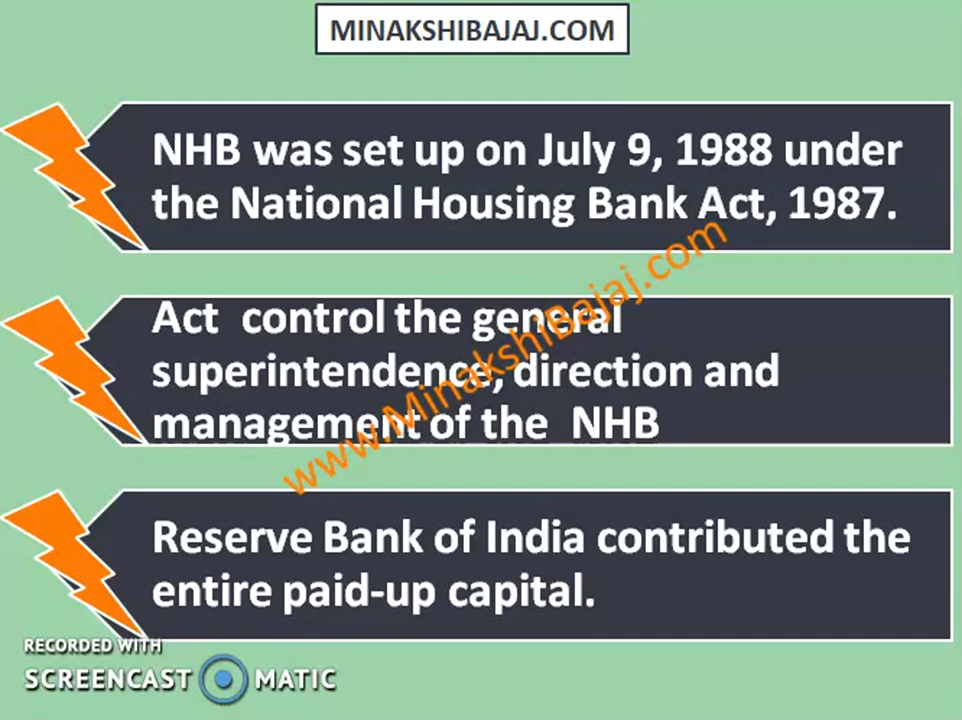 MINAKSHIBAJAJ.COM
NHB was set up on July 9, 1988 under
the National Housing Bank Act, 1987.
Act control the general
superintendence, direction and
management of the NHB
www.MinakshiBajaj.com
Reserve Bank of India contributed the
entire paid-up capital.
RECORDED WITH
SCREENCAST MATIC